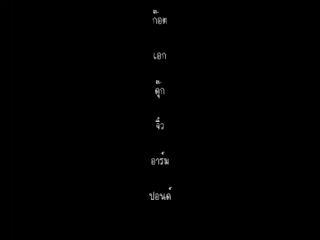 ก๊อต
เอก
ตุ๊ก
จิ๋ว
อาร์ม
ปอนด์